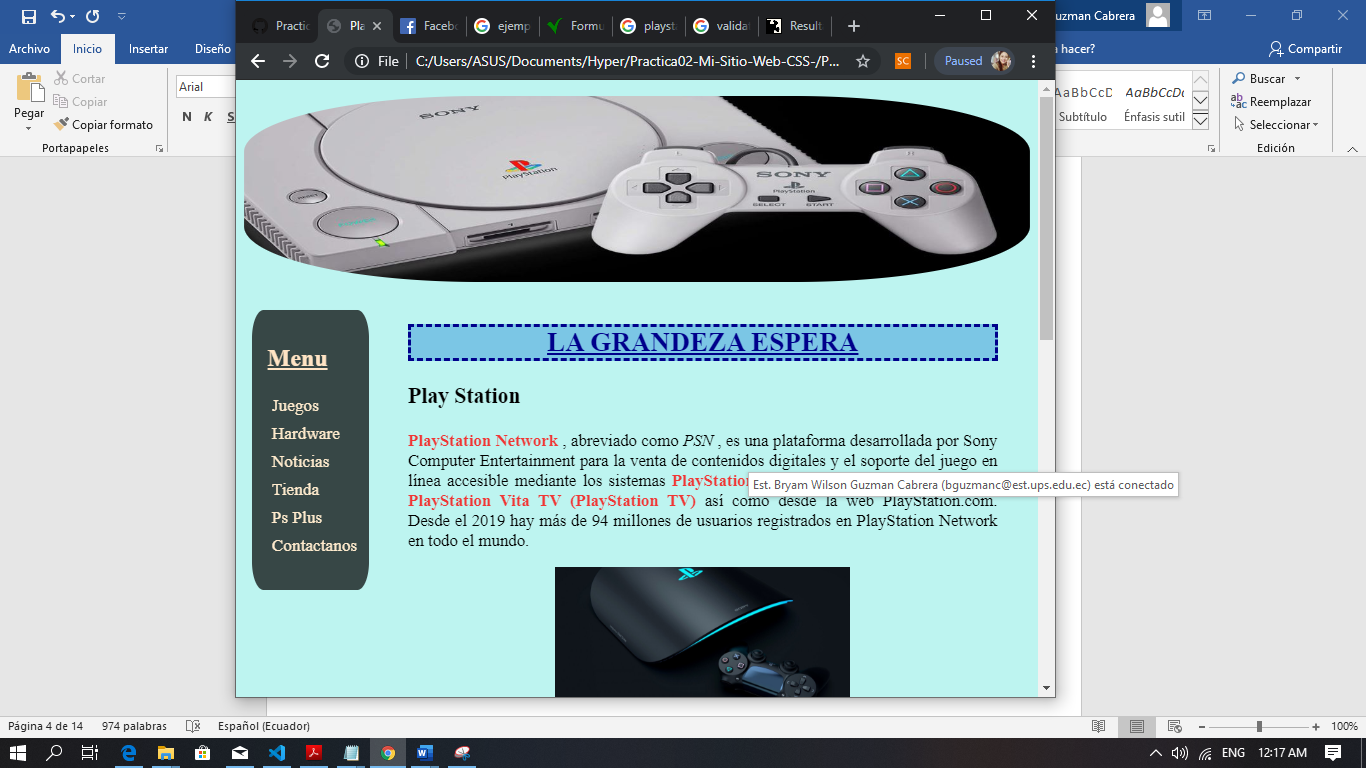 Guzman Cabrera
Archivo Inicio Insertar Diseño
hacer? Compartir
Practic Pla Facebo ejemp Formu playst valida Result
File C:/Users/ASUS/Documents/Hyper/Practica02-Mi-Sitio-Web-CSS-/P... SC Paused
Pegar
Cortar
Copiar
Copiar formato
Portapapeles
Arial
N K S
AaBbCcD AaBbCcDc
Subtítulo Énfasis sutil
Buscar
Reemplazar
Seleccionar
Edición
SONY
PlayStation
SONY
PlayStation
SELECT START
Menu
Juegos
Hardware
Noticias
Tienda
Ps Plus
Contactanos
LA GRANDEZA ESPERA
Play Station
PlayStation Network , abreviado como PSN , es una plataforma desarrollada por Sony
Computer Entertainment para la venta de contenidos digitales y el soporte del juego en
línea accesible mediante los sistemas PlayStation
PlayStation Vita TV (PlayStation TV) así como desde la web PlayStation.com.
Desde el 2019 hay más de 94 millones de usuarios registrados en PlayStation Network
en todo el mundo.
Est. Bryam Wilson Guzman Cabrera (bguzmanc@est.ups.edu.ec) está conectado
Página 4 de 14 974 palabras Español (Ecuador) 100%
ENG 12:17 AM